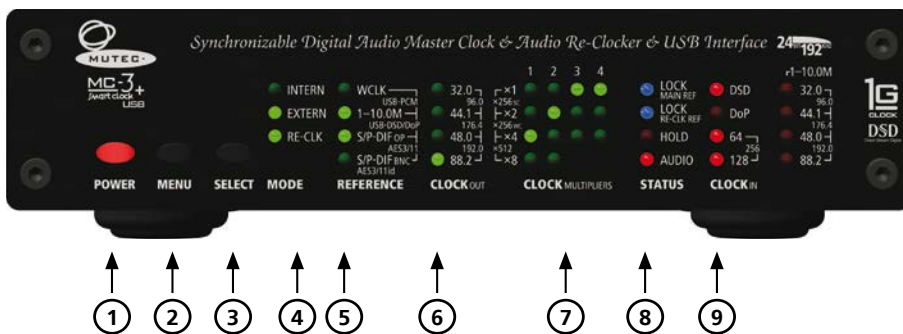 MUTEC
Synchronizable Digital Audio Master Clock & Audio Re-Clocker & USB Interface
MC-3+
Smart clock
USB
1G
CLOCK
DSD
1 2 3 4
r1–10.0M
INTERN
EXTERN
RE-CLK
WCLK
USB-PCM
1–10.0M
USB-DSD/DoP
S/P-DIF OP
AES3/11
S/P-DIF BNC
AES3/11id
32.0
96.0
44.1
176.4
48.0
192.0
88.2
×1
×256
×2
×256
×4
×512
×8
LOCK
MAIN REF
LOCK
RE-CLK REF
HOLD
AUDIO
DSD
DoP
64
256
128
32.0
96.0
44.1
176.4
48.0
192.0
88.2
POWER MENU SELECT MODE REFERENCE CLOCK OUT CLOCK MULTIPLIERS STATUS CLOCK IN
1 2 3 4 5 6 7 8 9